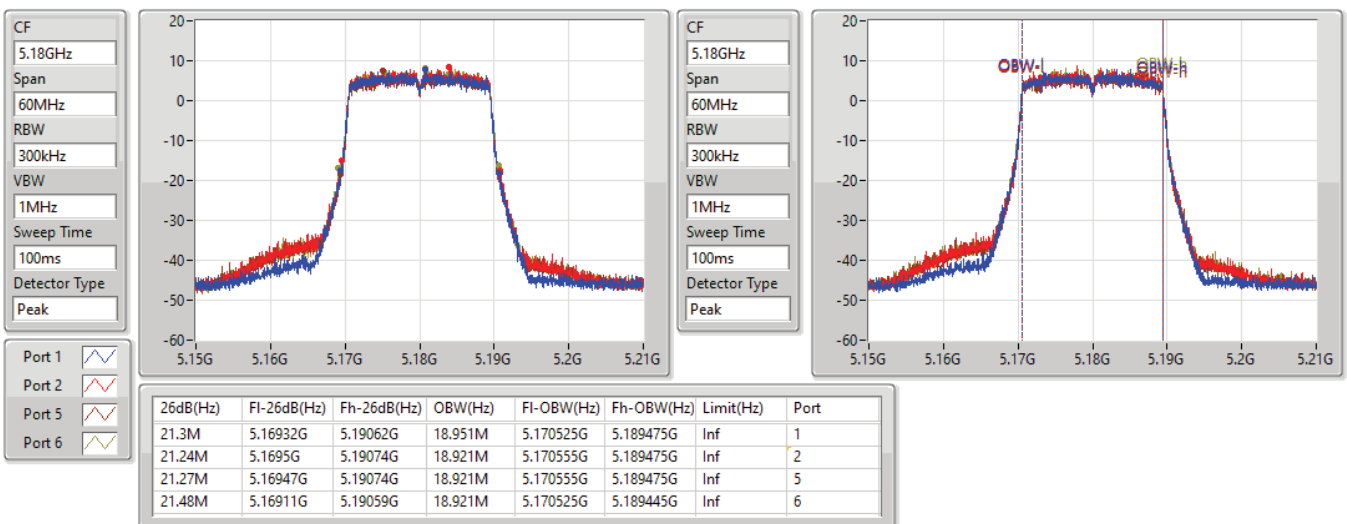 CF
5.18GHz
Span
60MHz
RBW
300kHz
VBW
1MHz
Sweep Time
100ms
Detector Type
Peak
20
10
0
-10
-20
-30
-40
-50
-60
5.15G 5.16G 5.17G 5.18G 5.19G 5.2G 5.21G
CF
5.18GHz
Span
60MHz
RBW
300kHz
VBW
1MHz
Sweep Time
100ms
Detector Type
Peak
20
10
0
-10
-20
-30
-40
-50
-60
OBW-l OBW-h
5.15G 5.16G 5.17G 5.18G 5.19G 5.2G 5.21G
Port 1
Port 2
Port 5
Port 6
26dB(Hz) Fl-26dB(Hz) Fh-26dB(Hz) OBW(Hz) Fl-OBW(Hz) Fh-OBW(Hz) Limit(Hz) Port
21.3M 5.16932G 5.19062G 18.951M 5.170525G 5.189475G Inf 1
21.24M 5.1695G 5.19074G 18.921M 5.170555G 5.189475G Inf 2
21.27M 5.16947G 5.19074G 18.921M 5.170555G 5.189475G Inf 5
21.48M 5.16911G 5.19059G 18.921M 5.170525G 5.189445G Inf 6